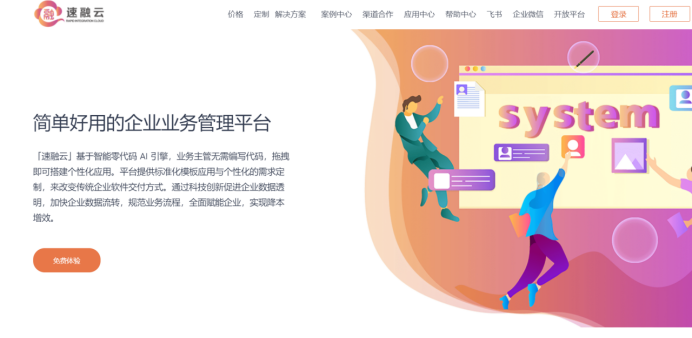 融 速融云
价格 定制 解决方案 案例中心 渠道合作 应用中心 帮助中心 飞书 企业微信 开放平台 登录 注册
简单好用的企业业务管理平台
「速融云」基于智能零代码 AI 引擎，业务主管无需编写代码，拖拽
即可搭建个性化应用。平台提供标准化模板应用与个性化的需求定
制，来改变传统企业软件交付方式。通过科技创新促进企业数据透
明，加快企业数据流转，规范业务流程，全面赋能企业，实现降本
增效。
免费体验
system